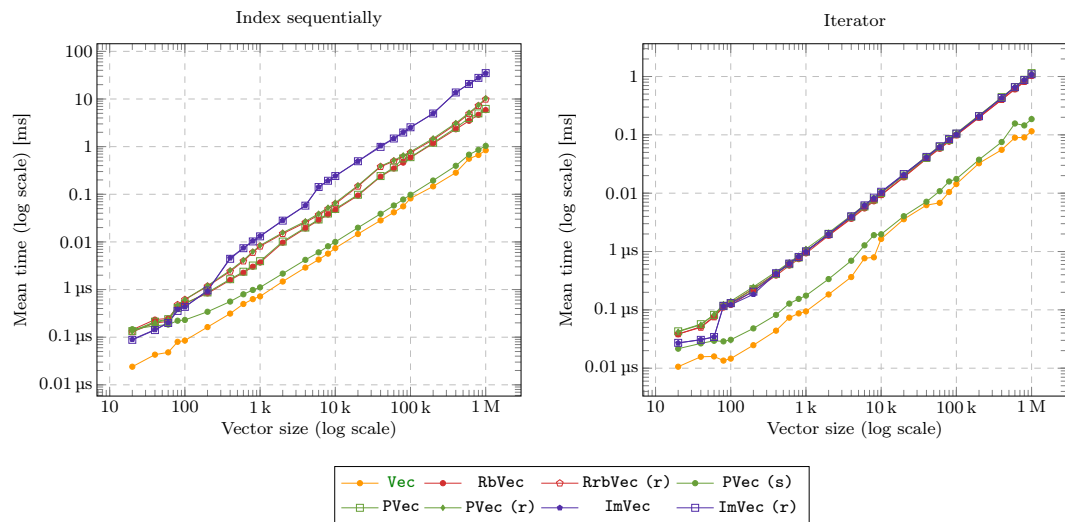 Index sequentially
Mean time (log scale) [ms]
100
10
1
0.1
0.01
1 µs
0.1 µs
0.01 µs
10
100
1 k
10 k
100 k
1 M
Vector size (log scale)
Iterator
Mean time (log scale) [ms]
1
0.1
0.01
1 µs
0.1 µs
0.01 µs
10
100
1 k
10 k
100 k
1 M
Vector size (log scale)
Vec RbVec RrbVec (r) PVec (s)
PVec PVec (r) ImVec ImVec (r)